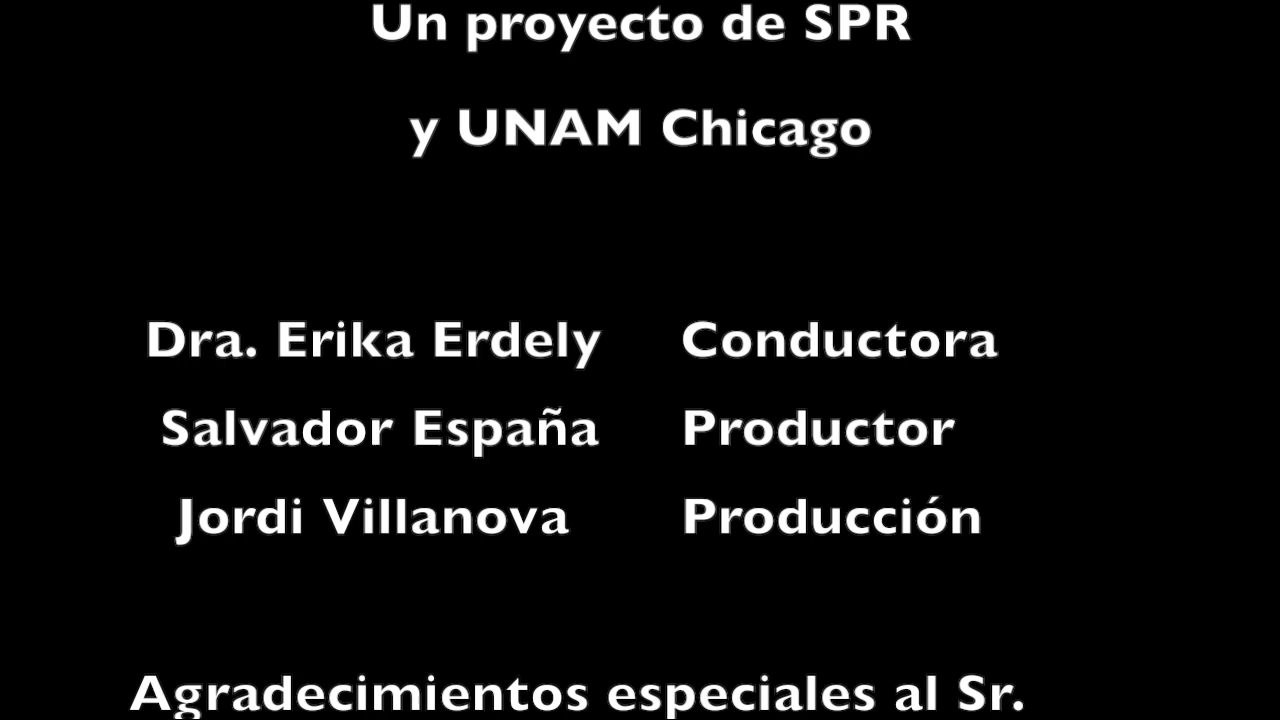 Un proyecto de SPR
y UNAM Chicago
Dra. Erika Erdely Conductora
Salvador España Productor
Jordi Villanova Producción
Agradecimientos especiales al Sr.